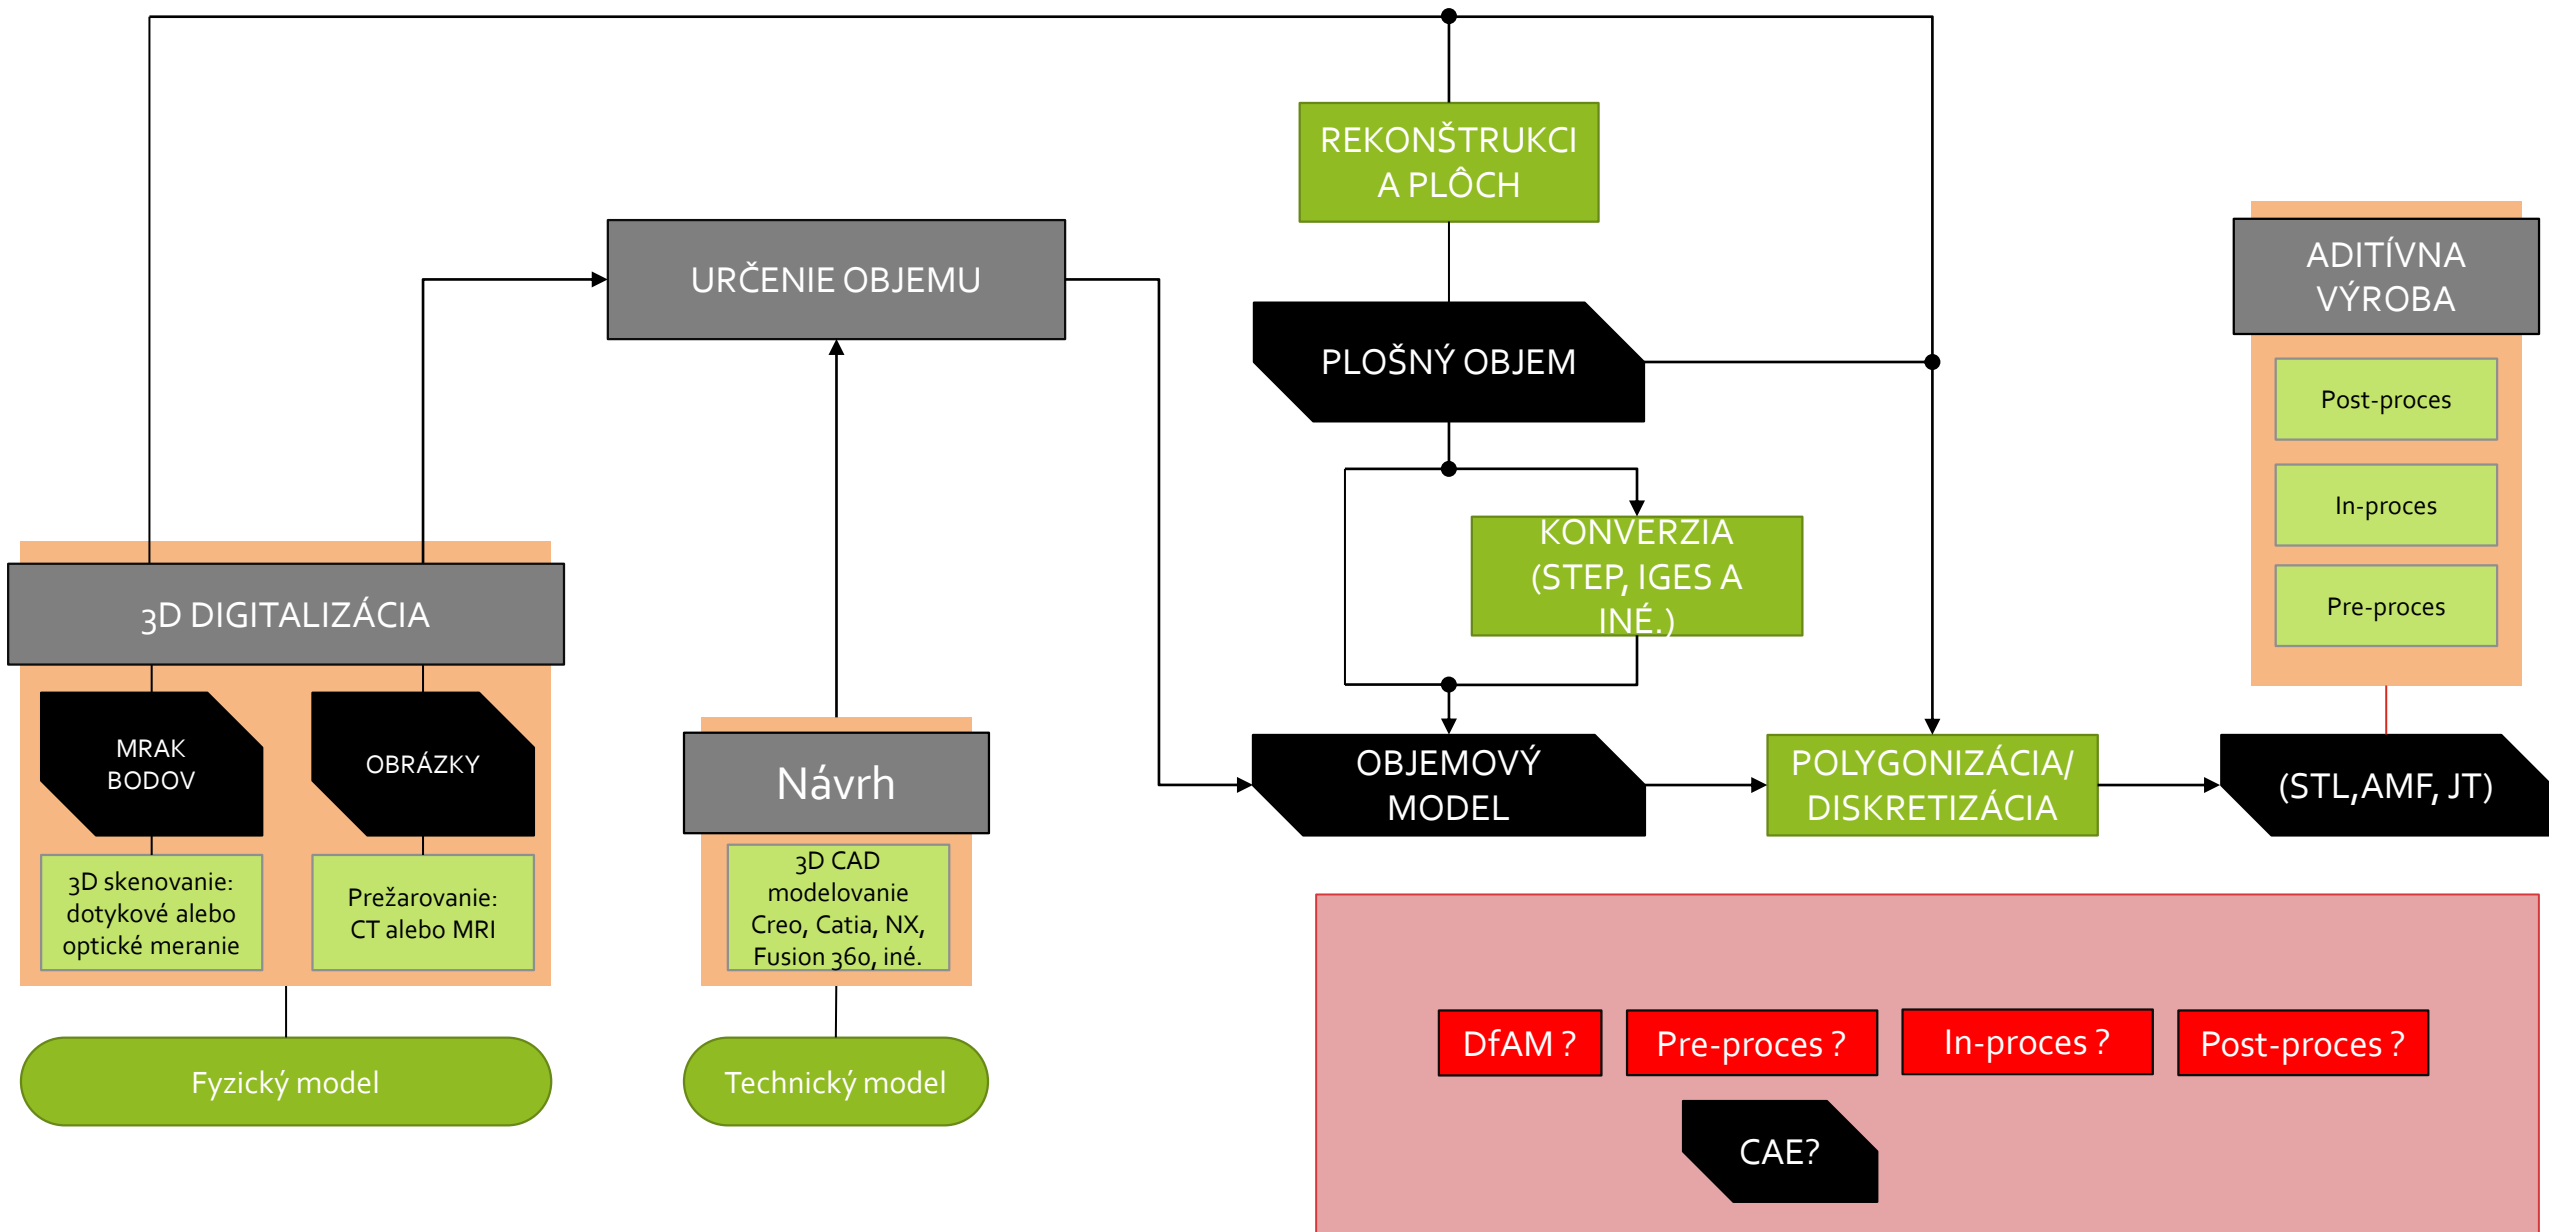 REKONŠTRUKCI
A PLÔCH
URČENIE OBJEMU
ADITÍVNA
VÝROBA
PLOŠNÝ OBJEM
Post-proces
In-proces
Pre-proces
KONVERZIA
(STEP, IGES A
INÉ.)
3D DIGITALIZÁCIA
MRAK
BODOV
OBRÁZKY
3D skenovanie:
dotykové alebo
optické meranie
Prežarovanie:
CT alebo MRI
Návrh
3D CAD
modelovanie
Creo, Catia, NX,
Fusion 360, iné.
OBJEMOVÝ
MODEL
POLYGONIZÁCIA/
DISKRETIZÁCIA
(STL,AMF, JT)
Fyzický model
Technický model
DfAM ?
Pre-proces ?
In-proces ?
Post-proces ?
CAE?